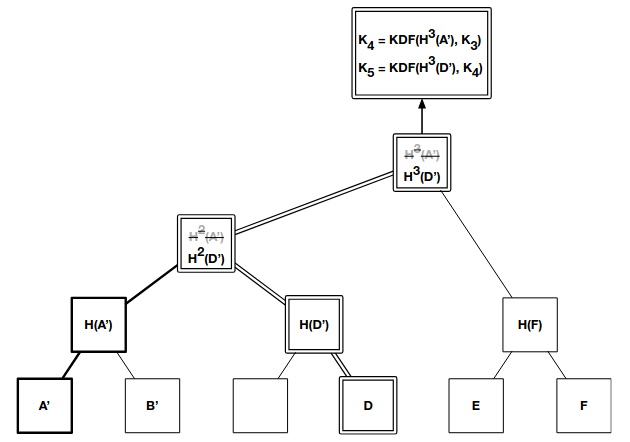 K₄ = KDF(H³(A’), K₃)
K₅ = KDF(H³(D’), K₄)
H³(A’)
H³(D’)
H²(A’)
H²(D’)
H(A’)
H(D’)
H(F)
A’
B’
D
E
F